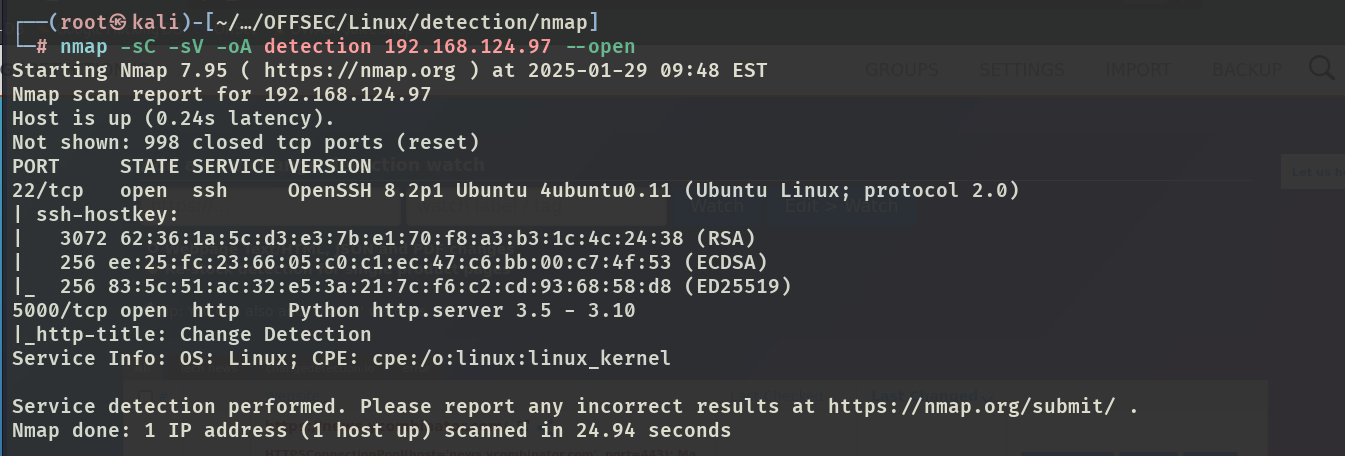 ┌──(root㉿kali)-[~/…/OFFSEC/Linux/detection/nmap]
└─# nmap -sC -sV -oA detection 192.168.124.97 --open
Starting Nmap 7.95 ( https://nmap.org ) at 2025-01-29 09:48 EST
GROUPS SETTINGS IMPORT BACKUP
Nmap scan report for 192.168.124.97
Host is up (0.24s latency).
Not shown: 998 closed tcp ports (reset)
PORT     STATE SERVICE VERSION
22/tcp   open  ssh     OpenSSH 8.2p1 Ubuntu 4ubuntu0.11 (Ubuntu Linux; protocol 2.0)
| ssh-hostkey:
|   3072 62:36:1a:5c:d3:e3:7b:e1:70:f8:a3:b3:1c:4c:24:38 (RSA)
|   256 ee:25:fc:23:66:05:c0:c1:ec:47:c6:bb:00:c7:4f:53 (ECDSA)
|_  256 83:5c:51:ac:32:e5:3a:21:7c:f6:c2:cd:93:68:58:d8 (ED25519)
5000/tcp open  http    Python http.server 3.5 - 3.10
|_http-title: Change Detection
Service Info: OS: Linux; CPE: cpe:/o:linux:linux_kernel
Service detection performed. Please report any incorrect results at https://nmap.org/submit/ .
Nmap done: 1 IP address (1 host up) scanned in 24.94 seconds